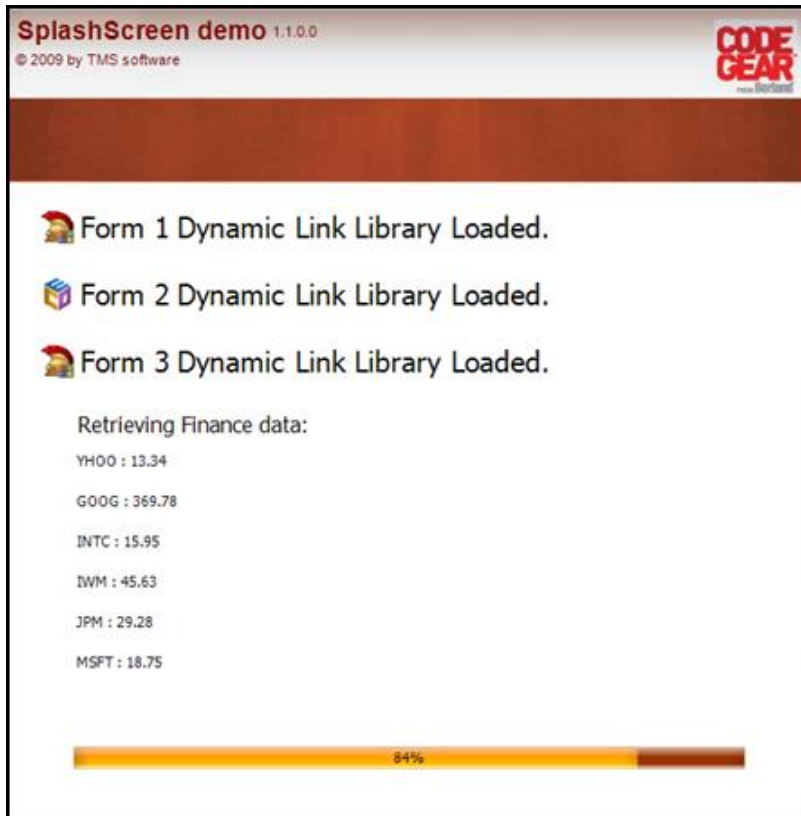 SplashScreen demo 1.1.0.0
© 2009 by TMS software
CODE
GEAR
from Borland
Form 1 Dynamic Link Library Loaded.
Form 2 Dynamic Link Library Loaded.
Form 3 Dynamic Link Library Loaded.
Retrieving Finance data:
YHOO : 13.34
GOOG : 369.78
INTC : 15.95
IWM : 45.63
JPM : 29.28
MSFT : 18.75
84%